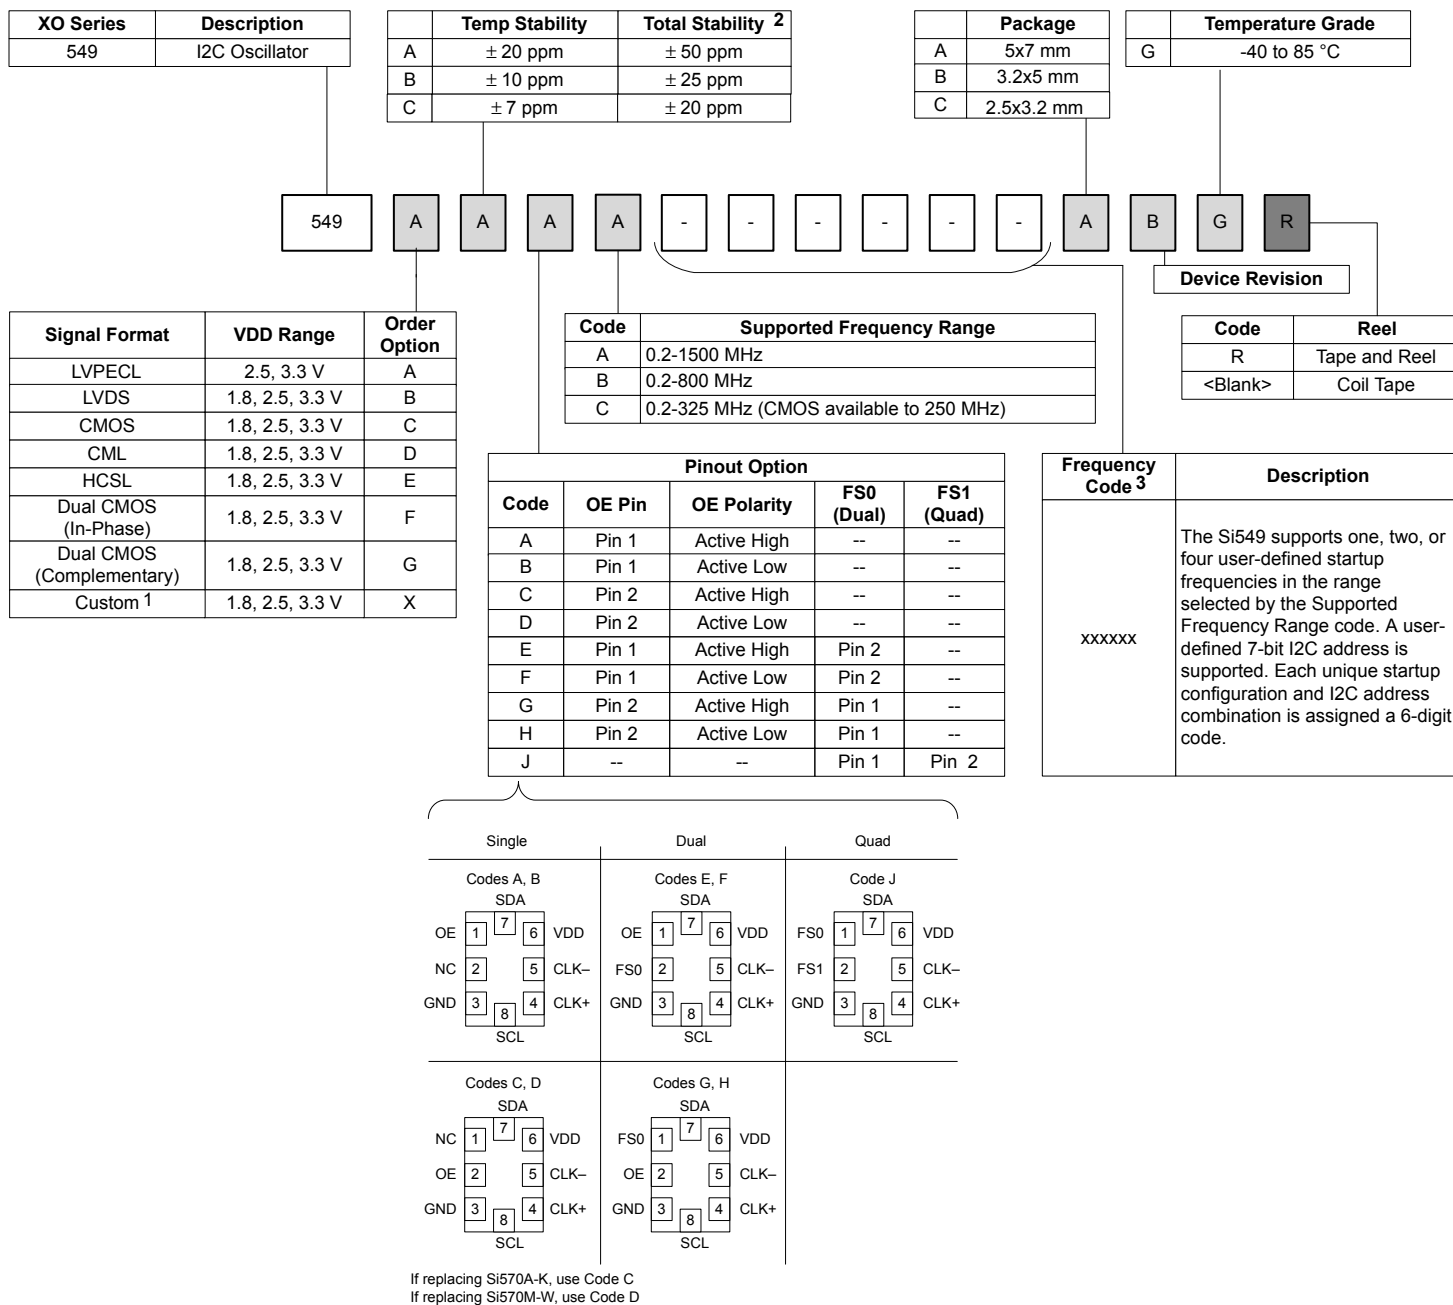 XO Series Description
549 I2C Oscillator
Temp Stability Total Stability 2
A ± 20 ppm ± 50 ppm
B ± 10 ppm ± 25 ppm
C ± 7 ppm ± 20 ppm
Package
A 5x7 mm
B 3.2x5 mm
C 2.5x3.2 mm
Temperature Grade
G -40 to 85 °C
549 A A A A - - - - - - A B G R
Device Revision
Signal Format VDD Range Order Option
LVPECL 2.5, 3.3 V A
LVDS 1.8, 2.5, 3.3 V B
CMOS 1.8, 2.5, 3.3 V C
CML 1.8, 2.5, 3.3 V D
HCSL 1.8, 2.5, 3.3 V E
Dual CMOS (In-Phase) 1.8, 2.5, 3.3 V F
Dual CMOS (Complementary) 1.8, 2.5, 3.3 V G
Custom 1 1.8, 2.5, 3.3 V X
Code Supported Frequency Range
A 0.2-1500 MHz
B 0.2-800 MHz
C 0.2-325 MHz (CMOS available to 250 MHz)
Code Reel
R Tape and Reel
<Blank> Coil Tape
Pinout Option
Code OE Pin OE Polarity FS0 (Dual) FS1 (Quad)
A Pin 1 Active High -- --
B Pin 1 Active Low -- --
C Pin 2 Active High -- --
D Pin 2 Active Low -- --
E Pin 1 Active High Pin 2 --
F Pin 1 Active Low Pin 2 --
G Pin 2 Active High Pin 1 --
H Pin 2 Active Low Pin 1 --
J -- -- Pin 1 Pin 2
Frequency Code 3 Description
xxxxxx
The Si549 supports one, two, or
four user-defined startup
frequencies in the range
selected by the Supported
Frequency Range code. A user-
defined 7-bit I2C address is
supported. Each unique startup
configuration and I2C address
combination is assigned a 6-digit
code.
Single Dual Quad
Codes A, B
SDA
OE 1 7 6 VDD
NC 2 5 CLK–
GND 3 8 4 CLK+
SCL
Codes E, F
SDA
OE 1 7 6 VDD
FS0 2 5 CLK–
GND 3 8 4 CLK+
SCL
Code J
SDA
FS0 1 7 6 VDD
FS1 2 5 CLK–
GND 3 8 4 CLK+
SCL
Codes C, D
SDA
NC 1 7 6 VDD
OE 2 5 CLK–
GND 3 8 4 CLK+
SCL
Codes G, H
SDA
FS0 1 7 6 VDD
OE 2 5 CLK–
GND 3 8 4 CLK+
SCL
If replacing Si570A-K, use Code C
If replacing Si570M-W, use Code D